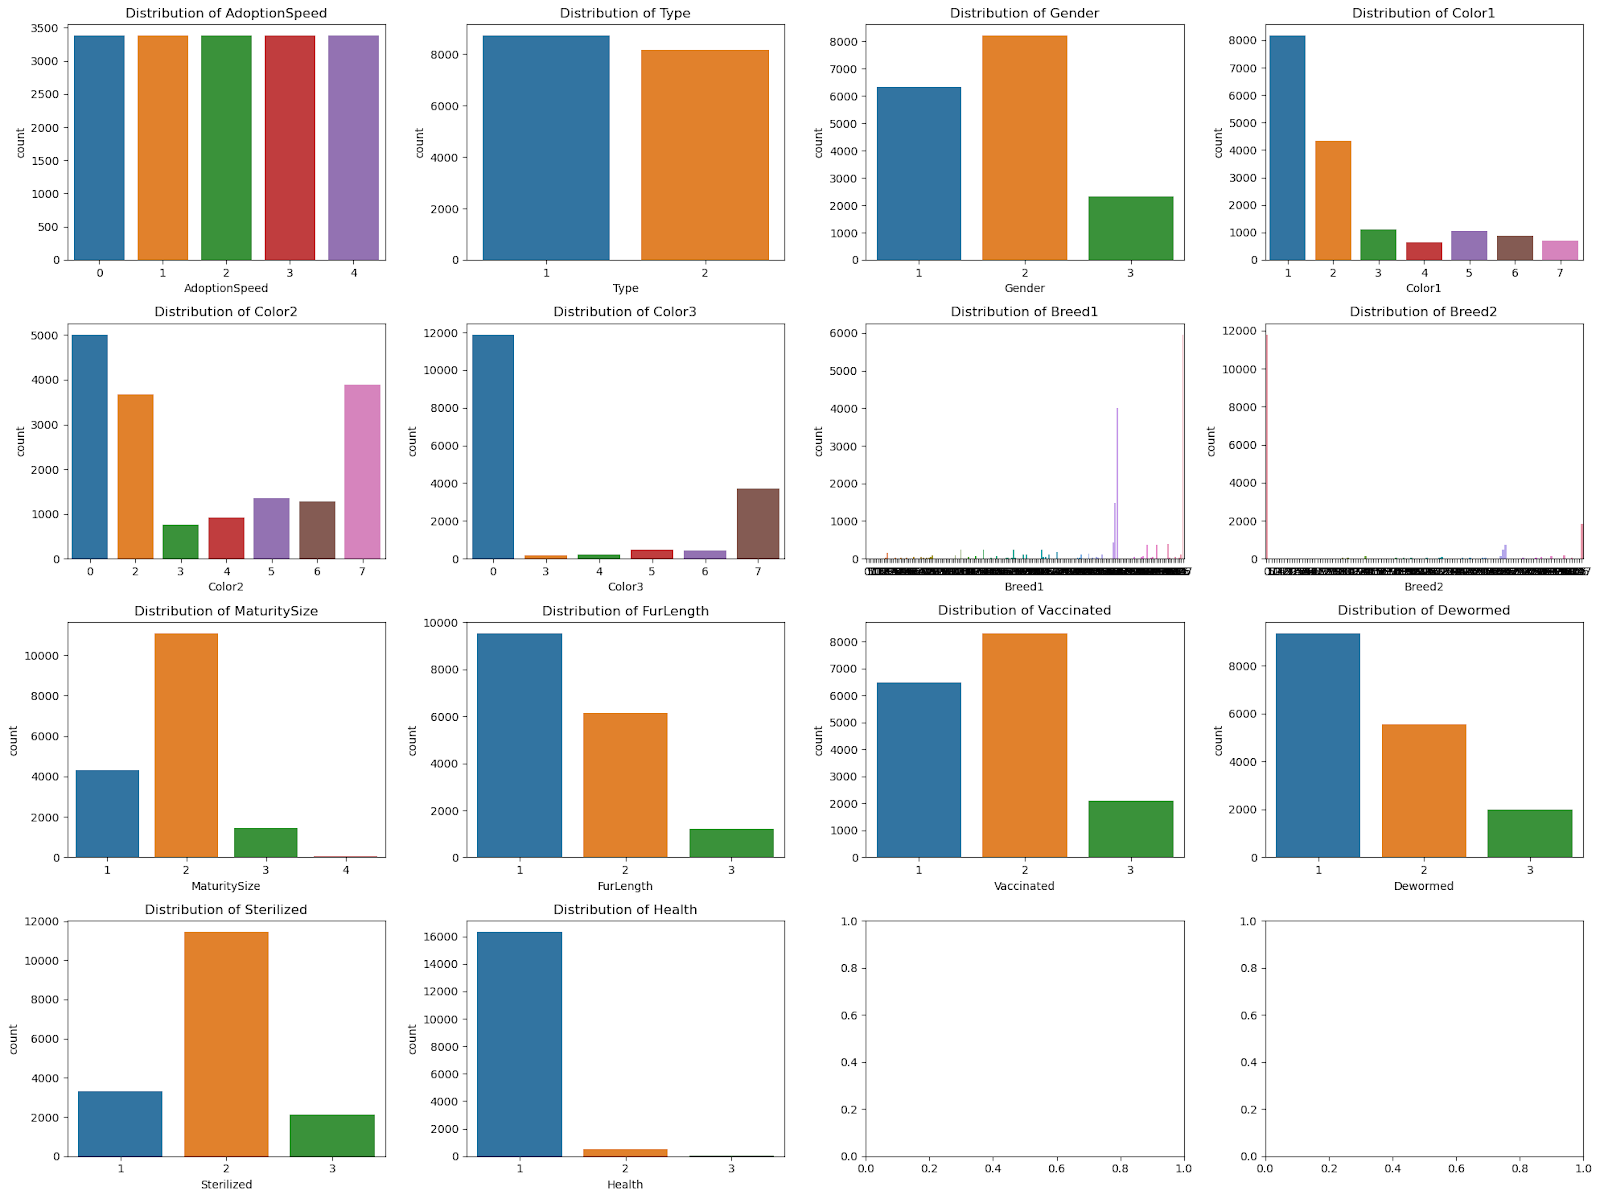 Distribution of AdoptionSpeed
3500
3000
2500
2000
1500
1000
500
0
count
0 1 2 3 4
AdoptionSpeed
Distribution of Type
8000
6000
4000
2000
0
count
1 2
Type
Distribution of Gender
8000
7000
6000
5000
4000
3000
2000
1000
0
count
1 2 3
Gender
Distribution of Color1
8000
7000
6000
5000
4000
3000
2000
1000
0
count
1 2 3 4 5 6 7
Color1
Distribution of Color2
5000
4000
3000
2000
1000
0
count
0 2 3 4 5 6 7
Color2
Distribution of Color3
12000
10000
8000
6000
4000
2000
0
count
0 3 4 5 6 7
Color3
Distribution of Breed1
6000
5000
4000
3000
2000
1000
0
count
Breed1
Distribution of Breed2
12000
10000
8000
6000
4000
2000
0
count
Breed2
Distribution of MaturitySize
10000
8000
6000
4000
2000
0
count
1 2 3 4
MaturitySize
Distribution of FurLength
10000
8000
6000
4000
2000
0
count
1 2 3
FurLength
Distribution of Vaccinated
8000
7000
6000
5000
4000
3000
2000
1000
0
count
1 2 3
Vaccinated
Distribution of Dewormed
8000
6000
4000
2000
0
count
1 2 3
Dewormed
Distribution of Sterilized
12000
10000
8000
6000
4000
2000
0
count
1 2 3
Sterilized
Distribution of Health
16000
14000
12000
10000
8000
6000
4000
2000
0
count
1 2 3
Health
1.0
0.8
0.6
0.4
0.2
0.0
0.0 0.2 0.4 0.6 0.8 1.0
1.0
0.8
0.6
0.4
0.2
0.0
0.0 0.2 0.4 0.6 0.8 1.0